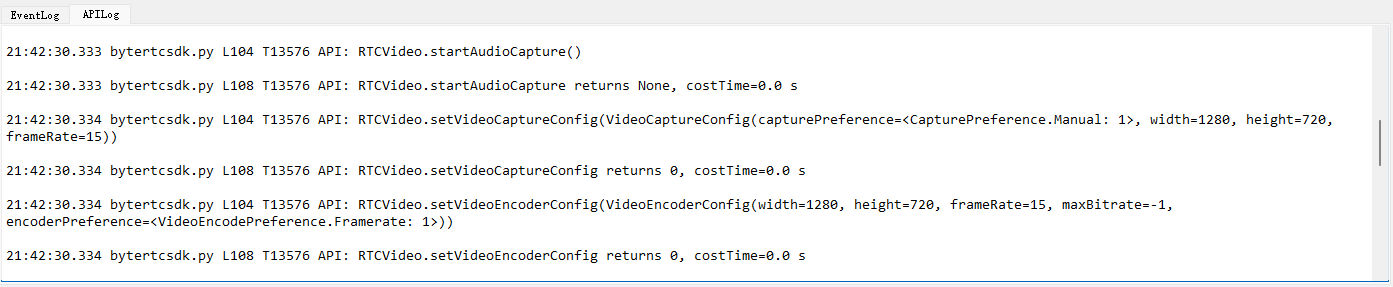 EventLog
APILog
21:42:30.333 bytertcsdk.py L104 T13576 API: RTCVideo.startAudioCapture()
21:42:30.333 bytertcsdk.py L108 T13576 API: RTCVideo.startAudioCapture returns None, costTime=0.0 s
21:42:30.334 bytertcsdk.py L104 T13576 API: RTCVideo.setVideoCaptureConfig(VideoCaptureConfig(capturePreference=<CapturePreference.Manual: 1>, width=1280, height=720,
frameRate=15))
21:42:30.334 bytertcsdk.py L108 T13576 API: RTCVideo.setVideoCaptureConfig returns 0, costTime=0.0 s
21:42:30.334 bytertcsdk.py L104 T13576 API: RTCVideo.setVideoEncoderConfig(VideoEncoderConfig(width=1280, height=720, frameRate=15, maxBitrate=-1,
encoderPreference=<VideoEncodePreference.Framerate: 1>))
21:42:30.334 bytertcsdk.py L108 T13576 API: RTCVideo.setVideoEncoderConfig returns 0, costTime=0.0 s